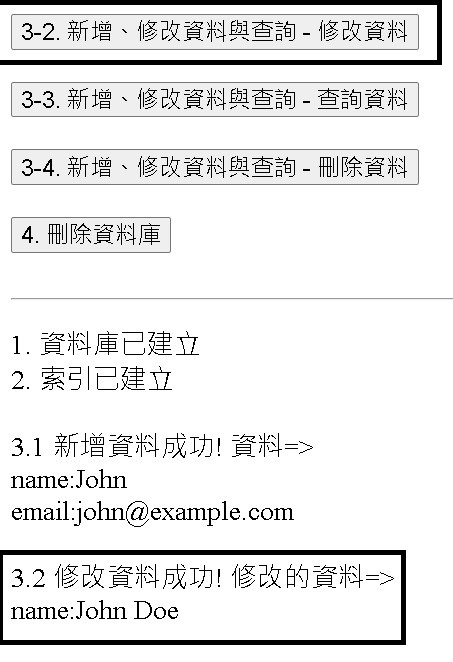 3-2. 新增、修改資料與查詢 - 修改資料
3-3. 新增、修改資料與查詢 - 查詢資料
3-4. 新增、修改資料與查詢 - 刪除資料
4. 刪除資料庫
1. 資料庫已建立
2. 索引已建立
3.1 新增資料成功! 資料=>
name:John
email:john@example.com
3.2 修改資料成功! 修改的資料=>
name:John Doe